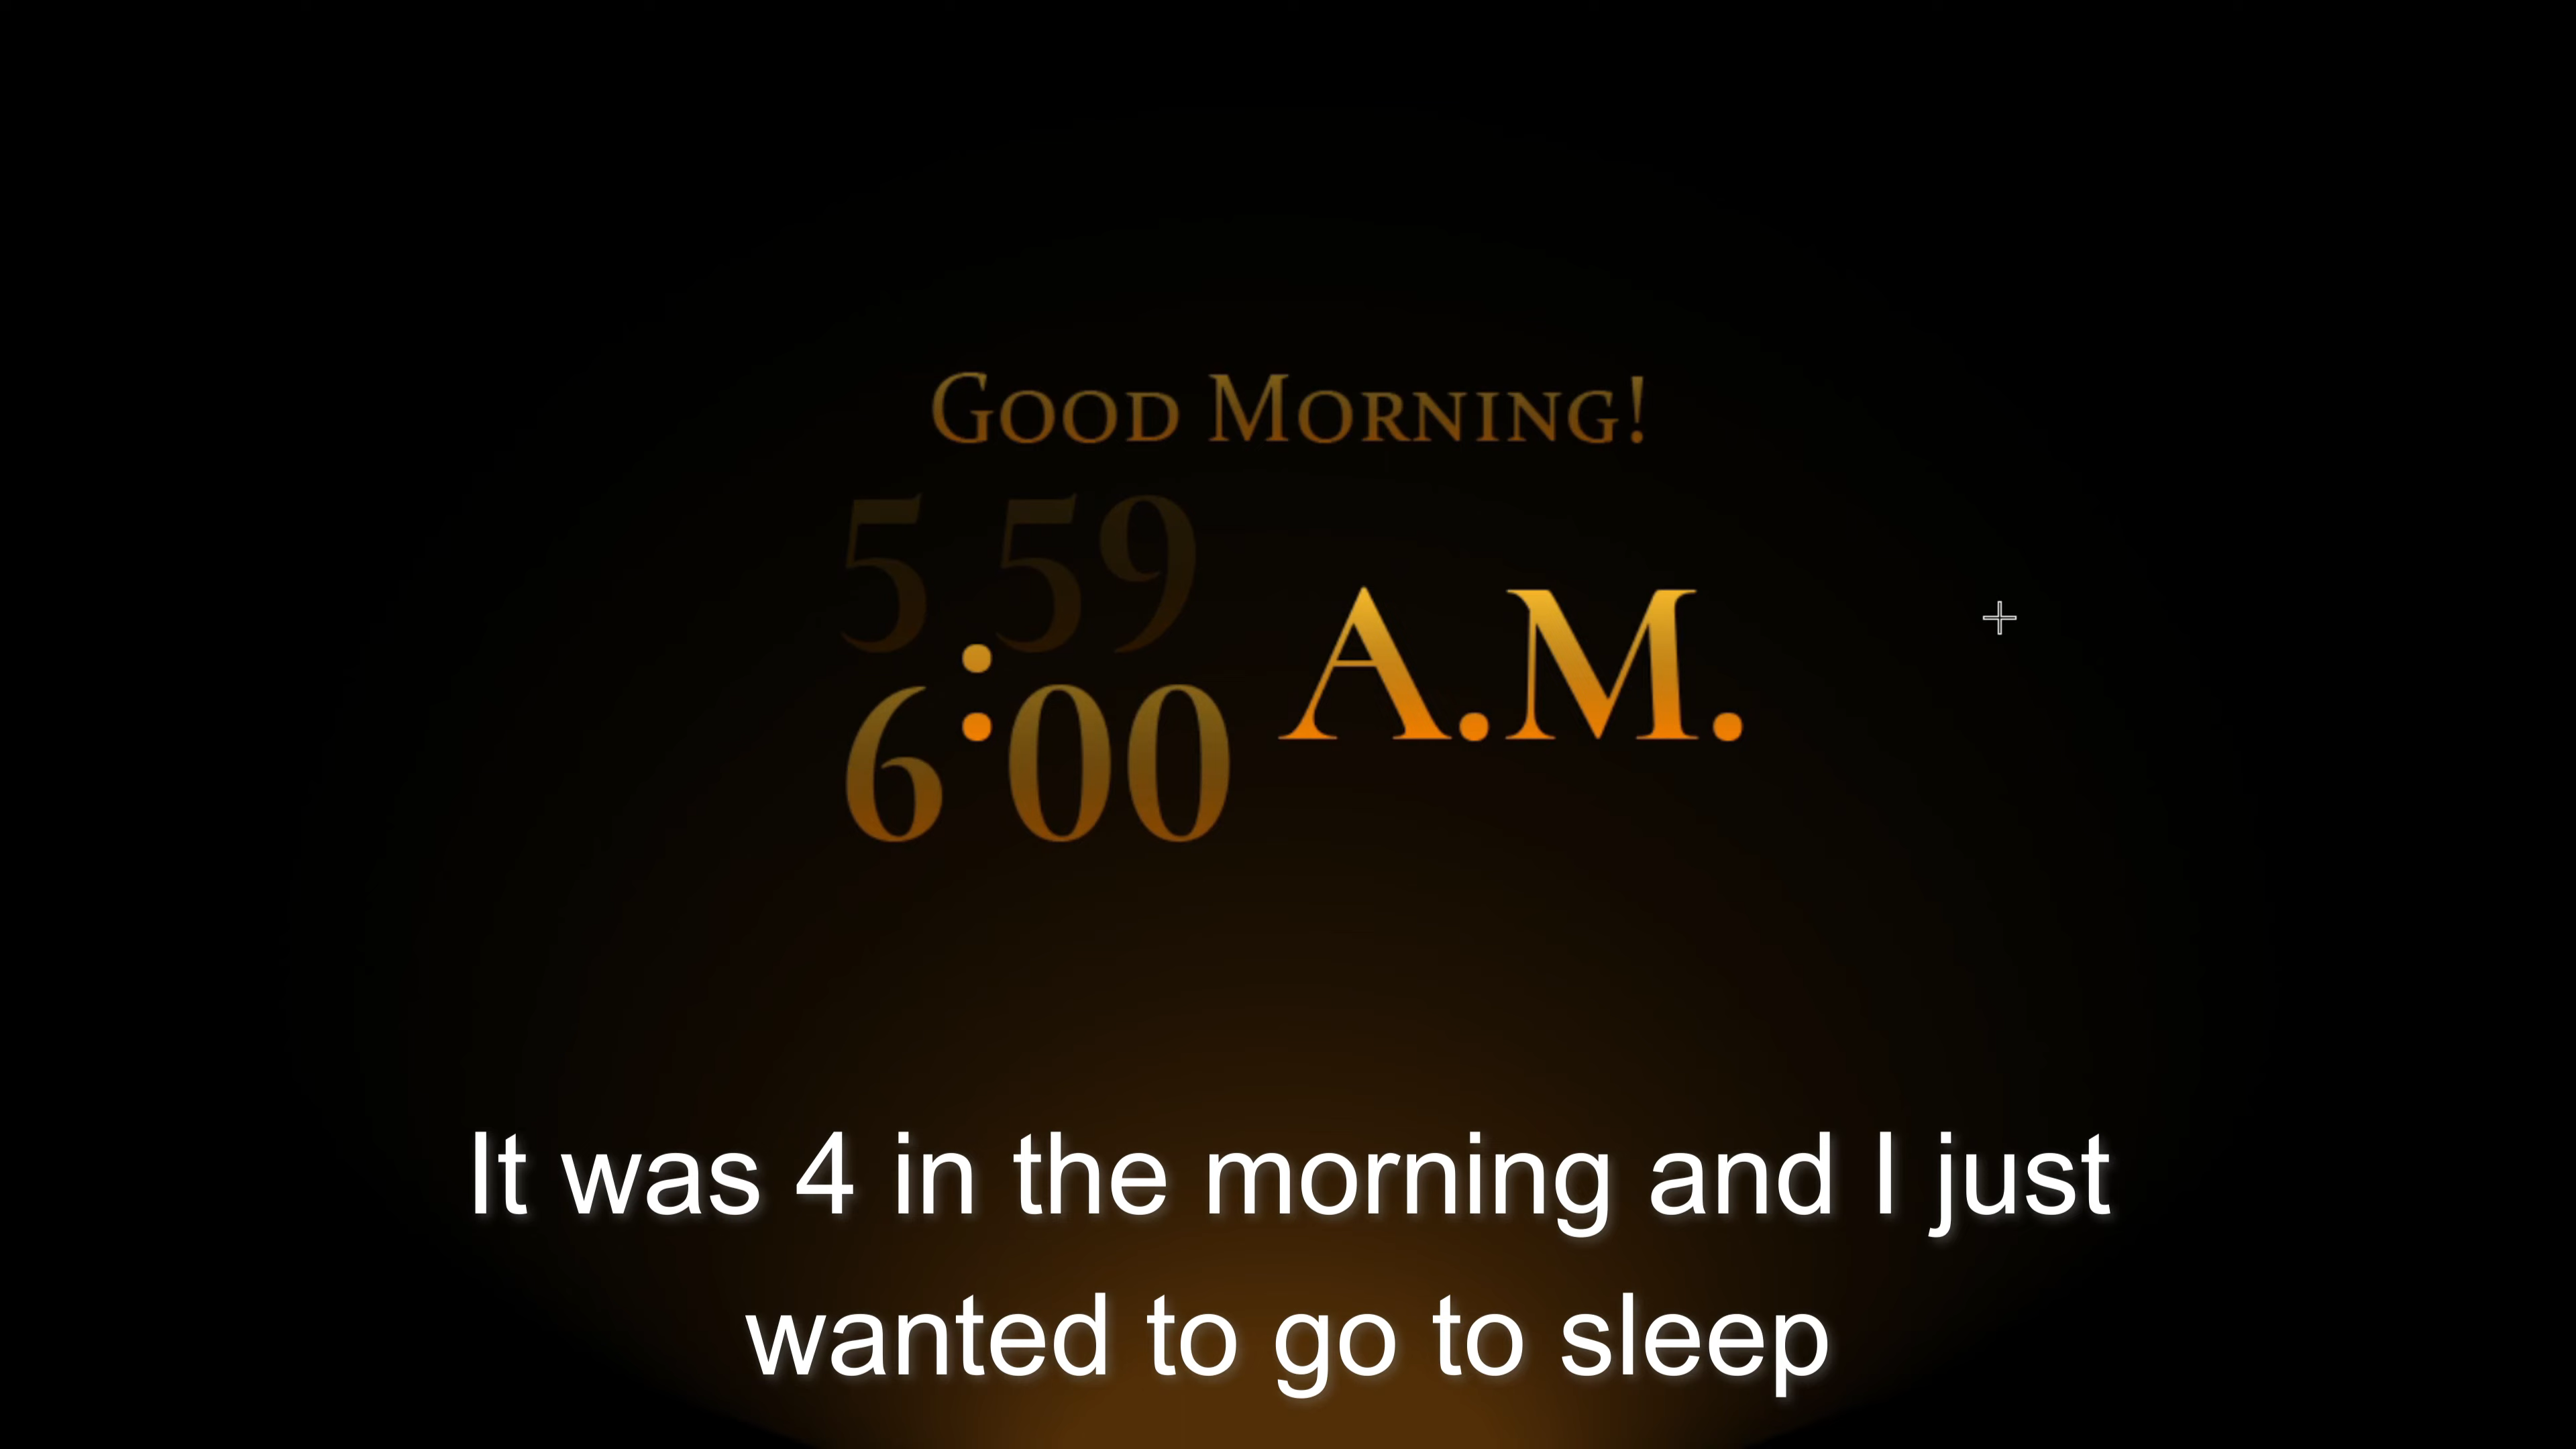 Good Morning!
5 59
: A.M.
6 00
It was 4 in the morning and I just
wanted to go to sleep